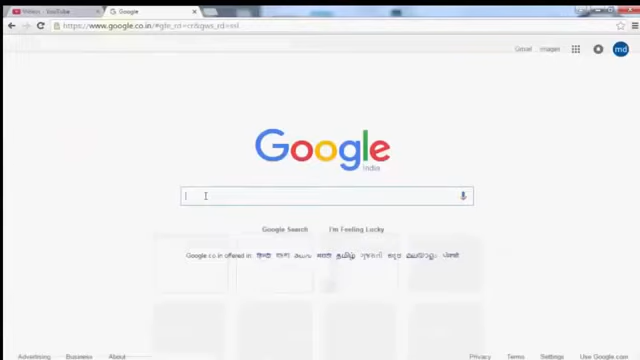 Videos - YouTube
Google
https://www.google.co.in/?gfe_rd=cr&gws_rd=ssl
Gmail Images
md
Google
India
Google Search I'm Feeling Lucky
Google.co.in offered in: हिन्दी বাংলা తెలుగు मराठी தமிழ் ગુજરાતી ಕನ್ನಡ മലയാളം ਪੰਜਾਬੀ
Advertising Business About Privacy Terms Settings Use Google.com